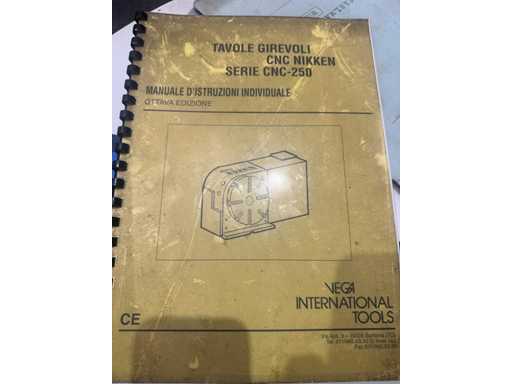 TAVOLE GIREVOLI
CNC NIKKEN
SERIE CNC-250
MANUALE D'ISTRUZIONI INDIVIDUALE
OTTAVA EDIZIONE
VEGA
INTERNATIONAL
TOOLS
CE